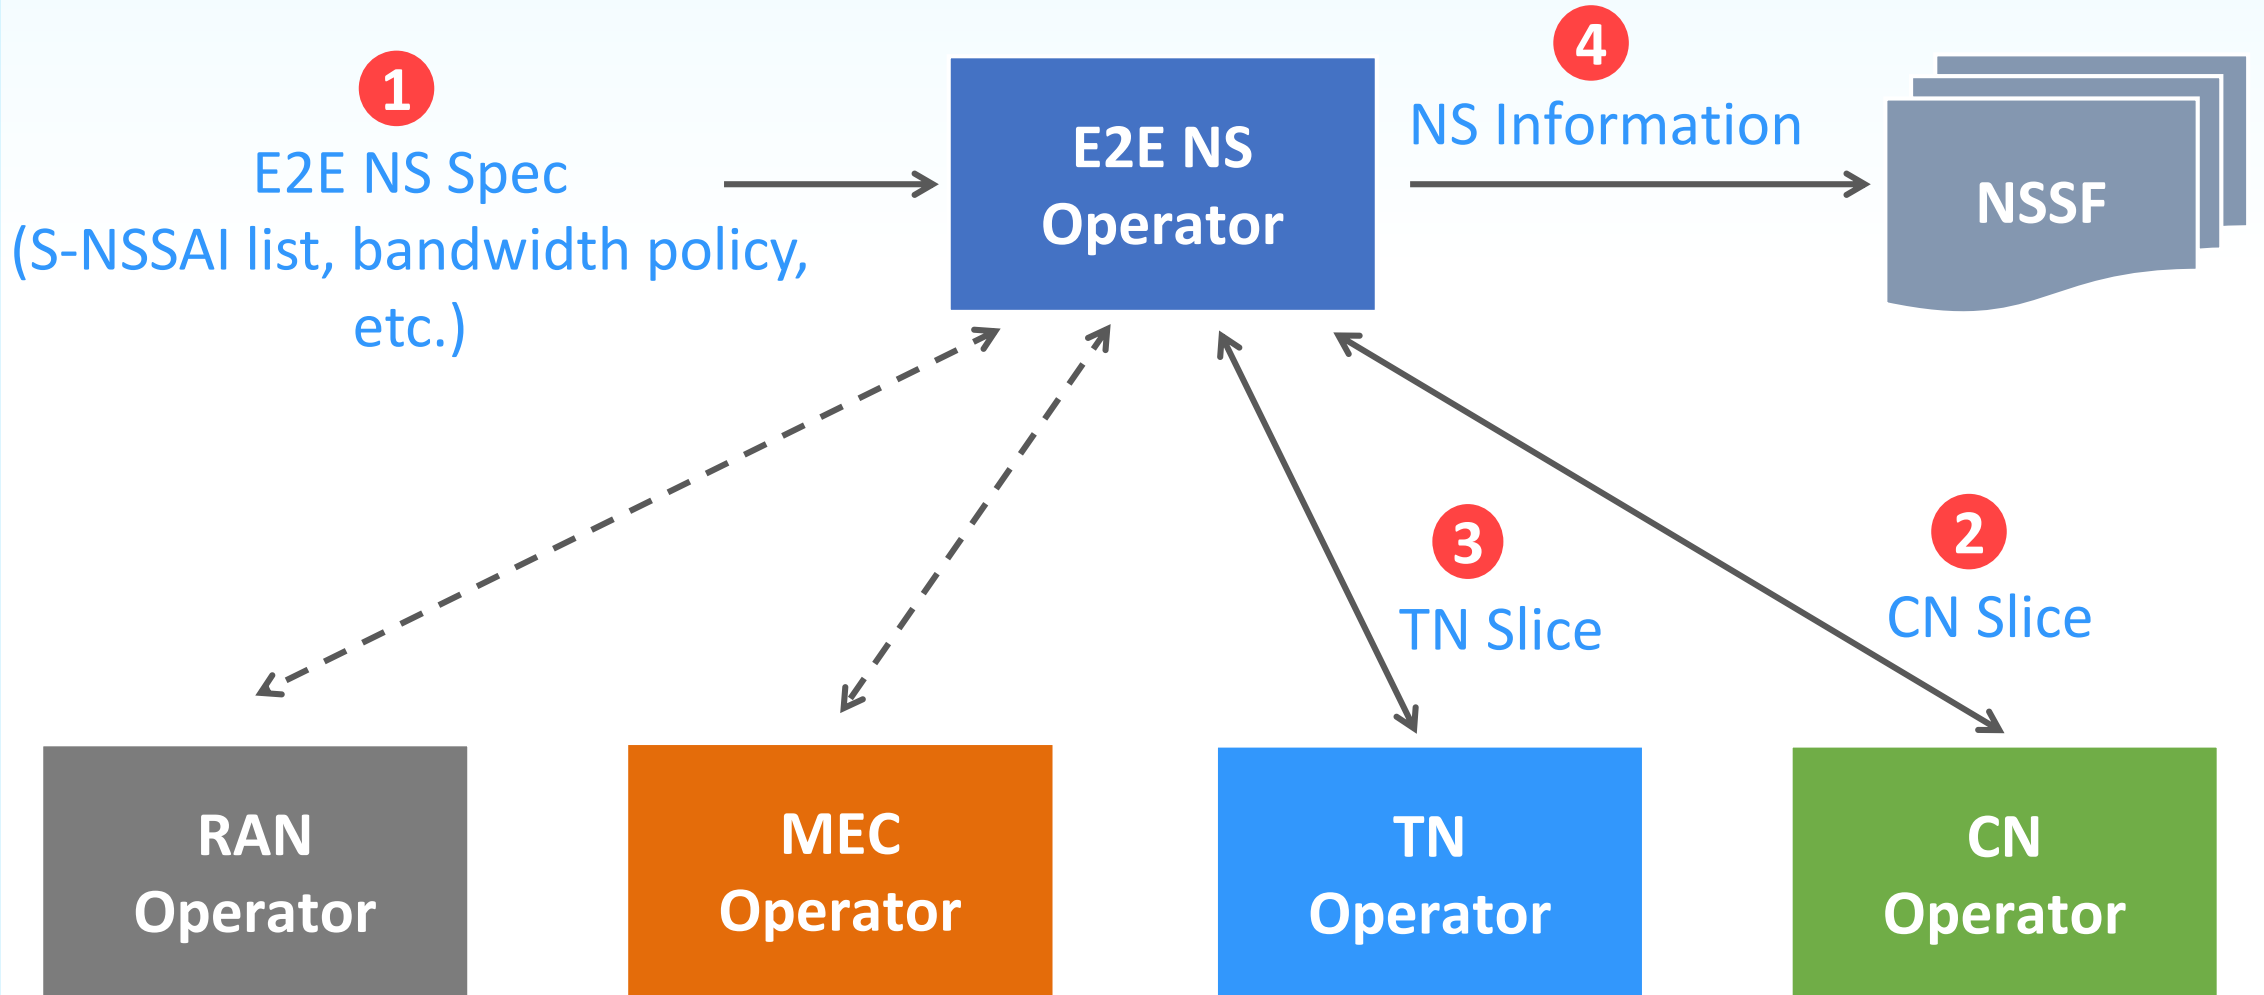 1
E2E NS Spec
(S-NSSAI list, bandwidth policy,
etc.)
E2E NS
Operator
4
NS Information
NSSF
3
TN Slice
2
CN Slice
RAN
Operator
MEC
Operator
TN
Operator
CN
Operator